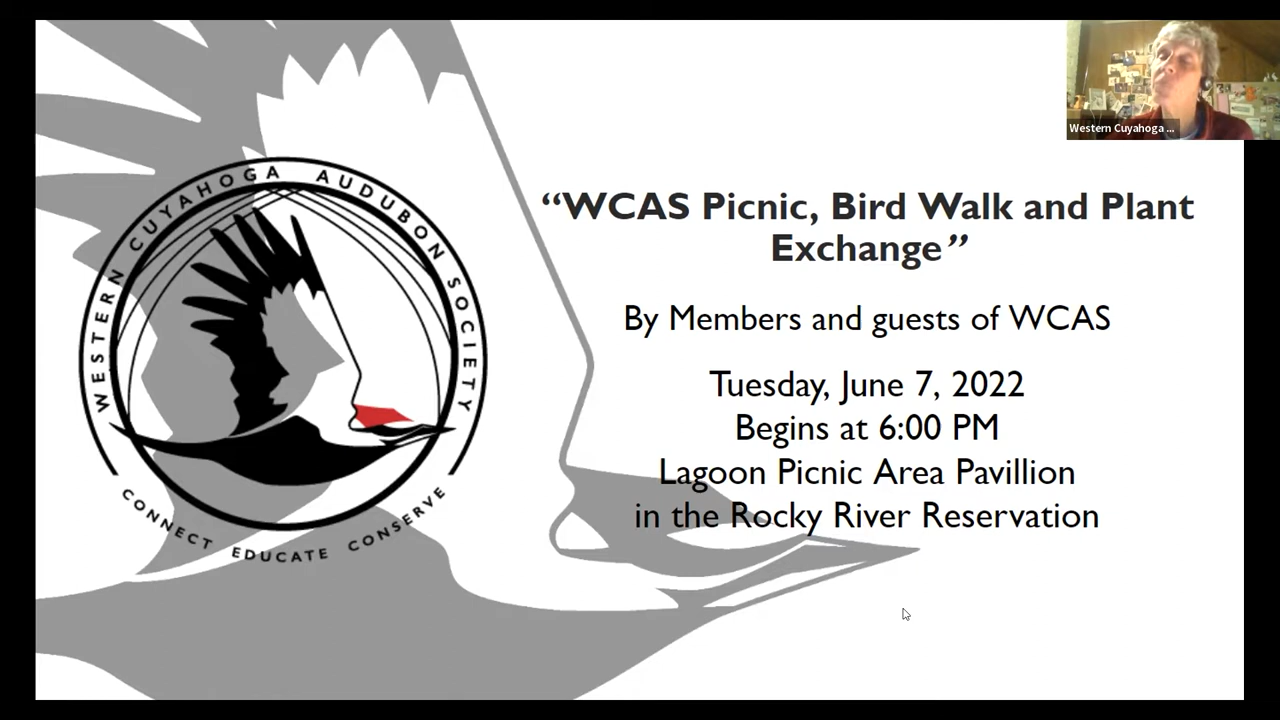 Western Cuyahoga ...
WESTERN CUYAHOGA AUDUBON SOCIETY
CONNECT EDUCATE CONSERVE
“WCAS Picnic, Bird Walk and Plant
Exchange”
By Members and guests of WCAS
Tuesday, June 7, 2022
Begins at 6:00 PM
Lagoon Picnic Area Pavillion
in the Rocky River Reservation